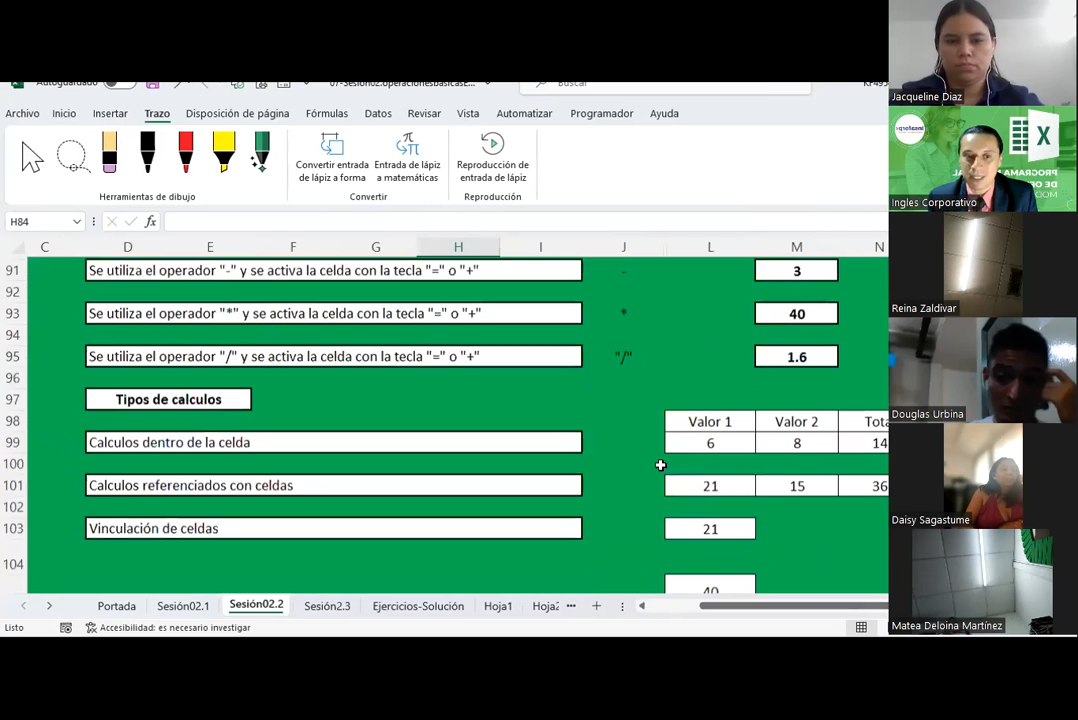 Autoguardado
07-Sesión02.operacionesbasicasE...
Buscar
Archivo Inicio Insertar Trazo Disposición de página Fórmulas Datos Revisar Vista Automatizar Programador Ayuda
Convertir entrada de lápiz a forma
Entrada de lápiz a matemáticas
Reproducción de entrada de lápiz
Herramientas de dibujo Convertir Reproducción
H84 fx
C D E F G H I J L M N
91 Se utiliza el operador "-" y se activa la celda con la tecla "=" o "+" - 3
92
93 Se utiliza el operador "*" y se activa la celda con la tecla "=" o "+" * 40
94
95 Se utiliza el operador "/" y se activa la celda con la tecla "=" o "+" "/" 1.6
96
97 Tipos de calculos
98 Valor 1 Valor 2 Tota
99 Calculos dentro de la celda 6 8 14
100
101 Calculos referenciados con celdas 21 15 36
102
103 Vinculación de celdas 21
104
40
Portada Sesión02.1 Sesión02.2 Sesión2.3 Ejercicios-Solución Hoja1 Hoja2 ...
Listo Accesibilidad: es necesario investigar
Jacqueline Diaz
Ingles Corporativo
Reina Zaldivar
Douglas Urbina
Daisy Sagastume
Matea Deloina Martínez